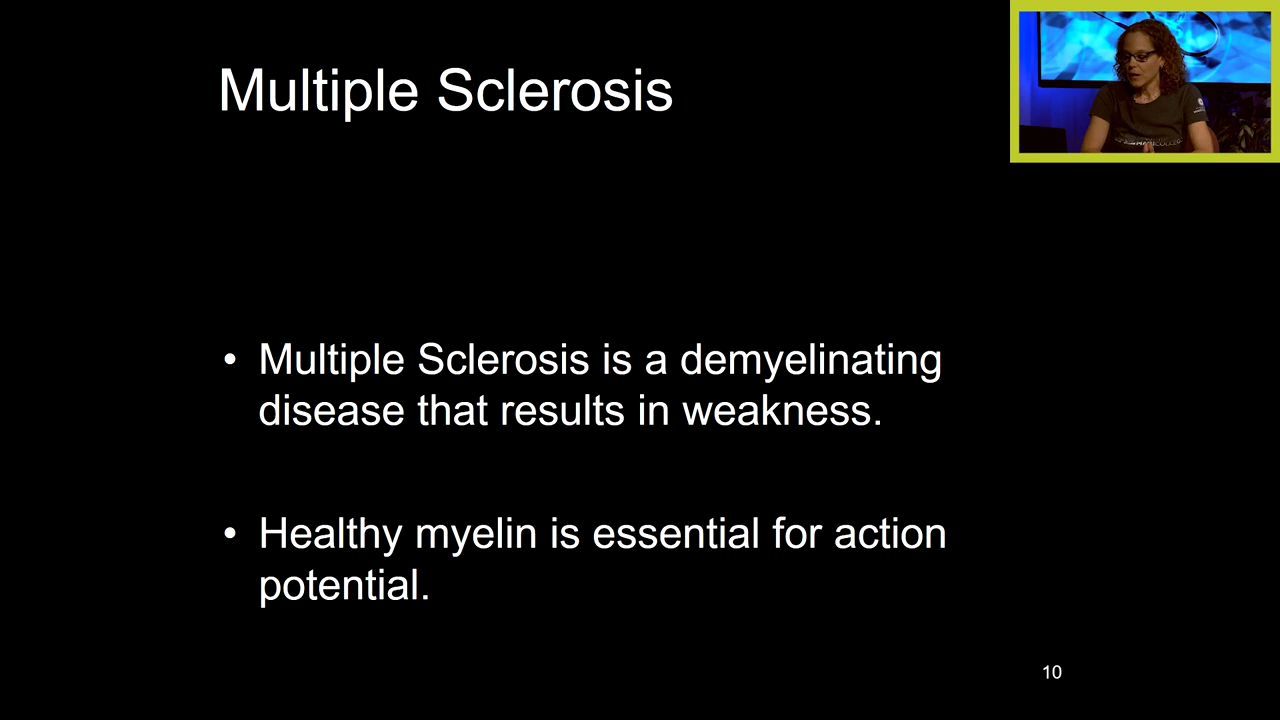 Multiple Sclerosis
• Multiple Sclerosis is a demyelinating
disease that results in weakness.
• Healthy myelin is essential for action
potential.
10